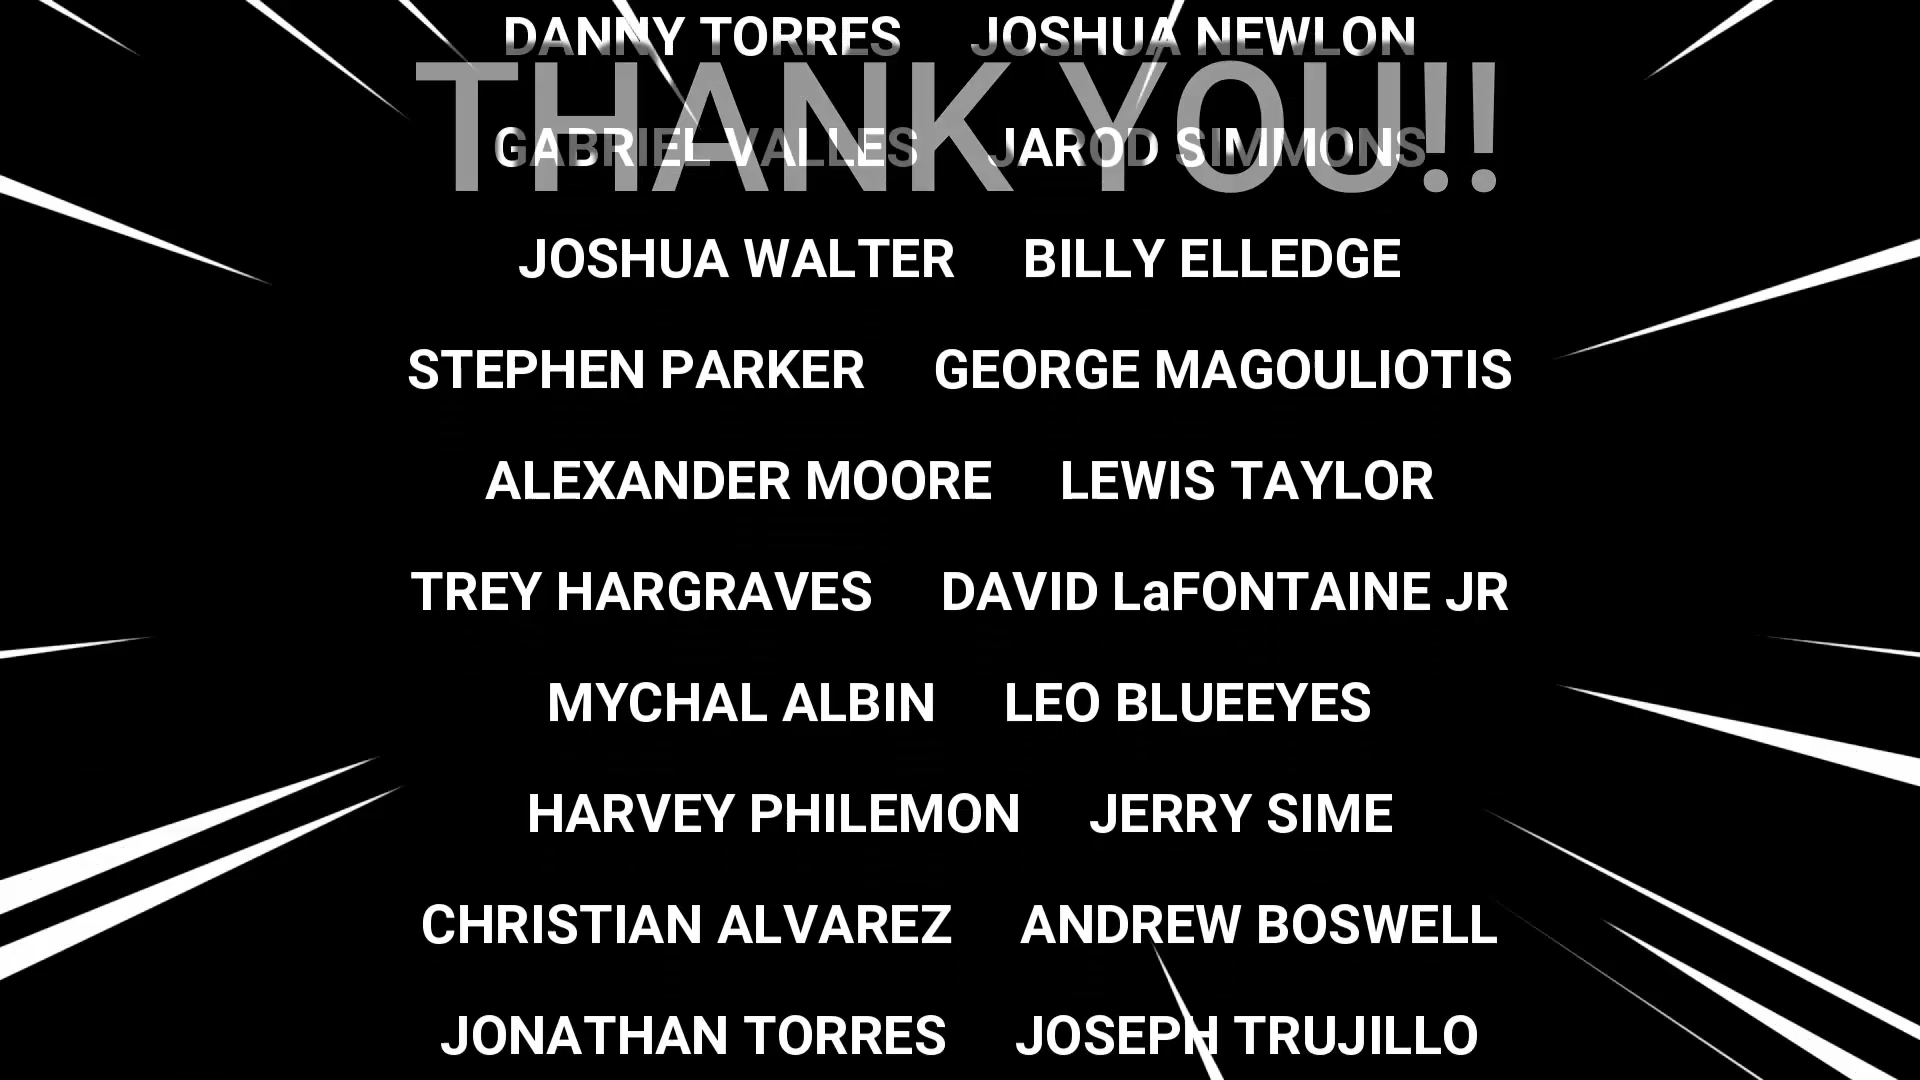 DANNY TORRES JOSHUA NEWLON
THANK YOU!!
GABRIEL VALLES JAROD SIMMONS
JOSHUA WALTER BILLY ELLEDGE
STEPHEN PARKER GEORGE MAGOULIOTIS
ALEXANDER MOORE LEWIS TAYLOR
TREY HARGRAVES DAVID LaFONTAINE JR
MYCHAL ALBIN LEO BLUEEYES
HARVEY PHILEMON JERRY SIME
CHRISTIAN ALVAREZ ANDREW BOSWELL
JONATHAN TORRES JOSEPH TRUJILLO